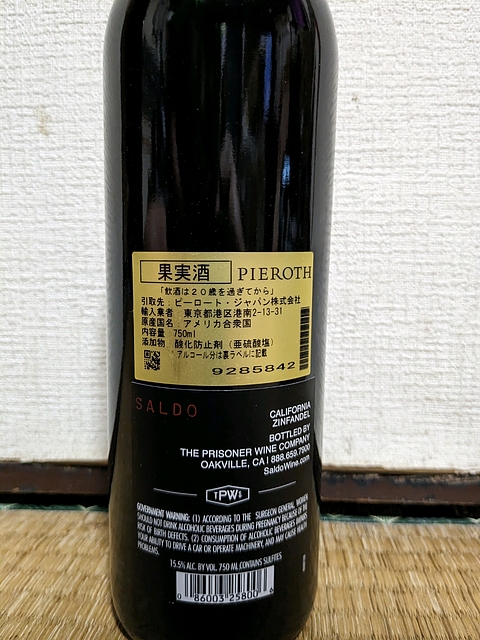 果実酒 PIEROTH
「飲酒は20歳を過ぎてから」
引取先：ピーロート・ジャパン株式会社
輸入業者：東京都港区港南2-13-31
原産国名：アメリカ合衆国
内容量：750ml
添加物：酸化防止剤（亜硫酸塩）
アルコール分は裏ラベルに記載
9285842
SALDO
CALIFORNIA
ZINFANDEL
BOTTLED BY
THE PRISONER WINE COMPANY
OAKVILLE, CA | 888.659.7900
SaldoWine.com
TPWC
GOVERNMENT WARNING: (1) ACCORDING TO THE SURGEON GENERAL, WOMEN
SHOULD NOT DRINK ALCOHOLIC BEVERAGES DURING PREGNANCY BECAUSE OF THE
RISK OF BIRTH DEFECTS. (2) CONSUMPTION OF ALCOHOLIC BEVERAGES IMPAIRS
YOUR ABILITY TO DRIVE A CAR OR OPERATE MACHINERY, AND MAY CAUSE HEALTH
PROBLEMS.
15.5% ALC. BY VOL. 750 ML CONTAINS SULFITES
0 86003 25800 6